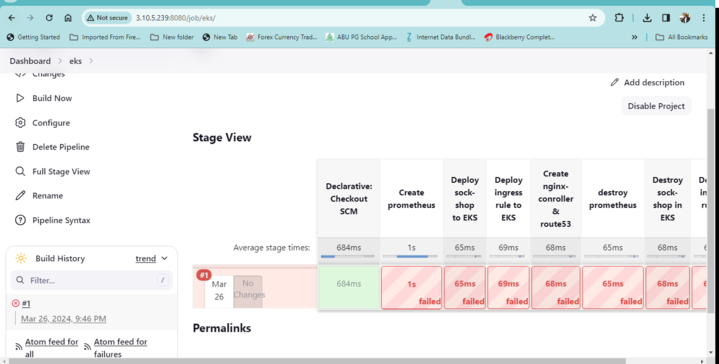 Not secure 3.10.5.239:8080/job/eks/
Getting Started Imported From Fire... New folder New Tab Forex Currency Trad... ABU PG School App... Internet Data Bundl... Blackberry Complet... » All Bookmarks
Dashboard > eks >
Changes
Build Now
Configure
Delete Pipeline
Full Stage View
Rename
Pipeline Syntax
Build History trend
Filter... /
#1
Mar 26, 2024, 9:46 PM
Atom feed for all
Atom feed for failures
Add description
Disable Project
Stage View
Declarative: Checkout SCM
Create prometheus
Deploy sock-shop to EKS
Deploy ingress rule to EKS
Create nginx-conroller & route53
destroy prometheus
Destroy sock-shop in EKS
Average stage times: 684ms 1s 65ms 69ms 68ms 65ms 68ms
#1 Mar 26 No Changes
684ms
1s failed
65ms failed
69ms failed
68ms failed
65ms failed
68ms failed
Permalinks